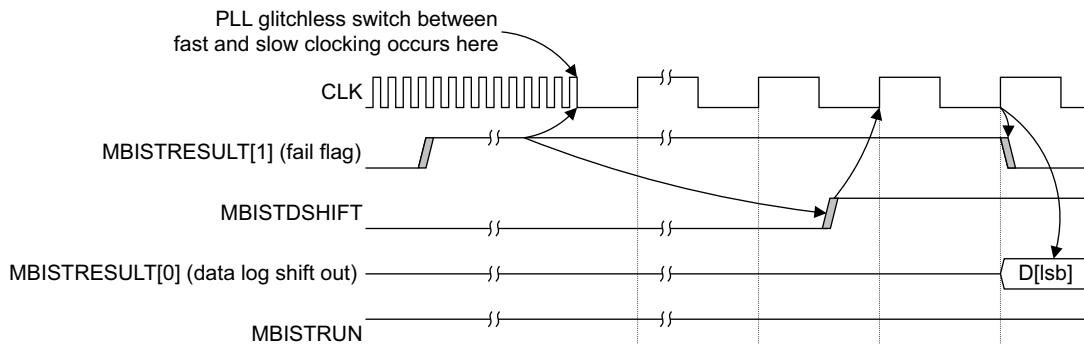 PLL glitchless switch between
fast and slow clocking occurs here
CLK
MBISTRESULT[1] (fail flag)
MBISTDSHIFT
MBISTRESULT[0] (data log shift out)
D[lsb]
MBISTRUN